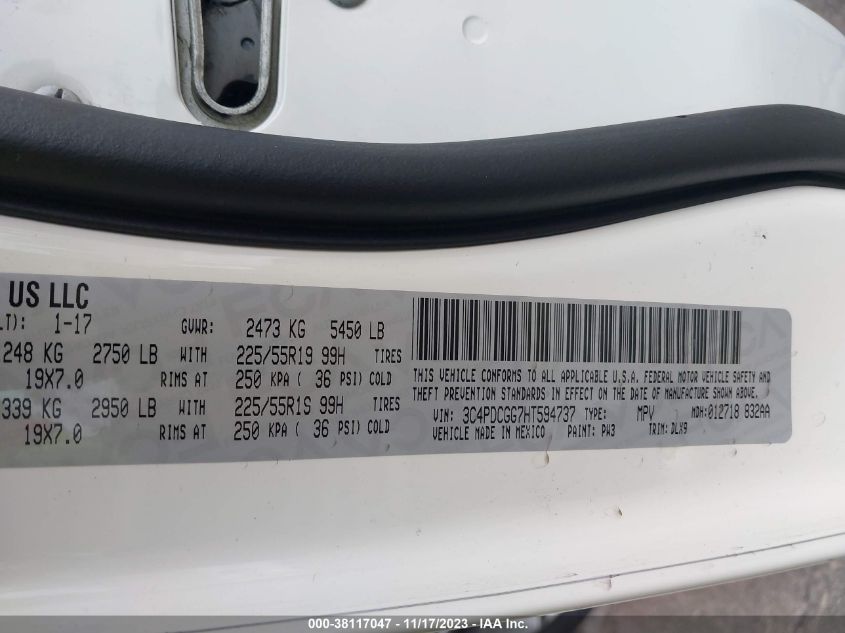 US LLC
LT): 1-17 GVWR: 2473 KG 5450 LB
248 KG 2750 LB WITH 225/55R19 99H TIRES
19X7.0 RIMS AT 250 KPA ( 36 PSI) COLD
339 KG 2950 LB WITH 225/55R19 99H TIRES
19X7.0 RIMS AT 250 KPA ( 36 PSI) COLD
THIS VEHICLE CONFORMS TO ALL APPLICABLE U.S.A. FEDERAL MOTOR VEHICLE SAFETY AND
THEFT PREVENTION STANDARDS IN EFFECT ON THE DATE OF MANUFACTURE SHOWN ABOVE.
VIN: 3C4PDCGG7HT594737 TYPE: MPV MDH:012718 832AA
VEHICLE MADE IN MEXICO PAINT: PW3 TRIM: DLX9
000-38117047 - 11/17/2023 - IAA Inc.